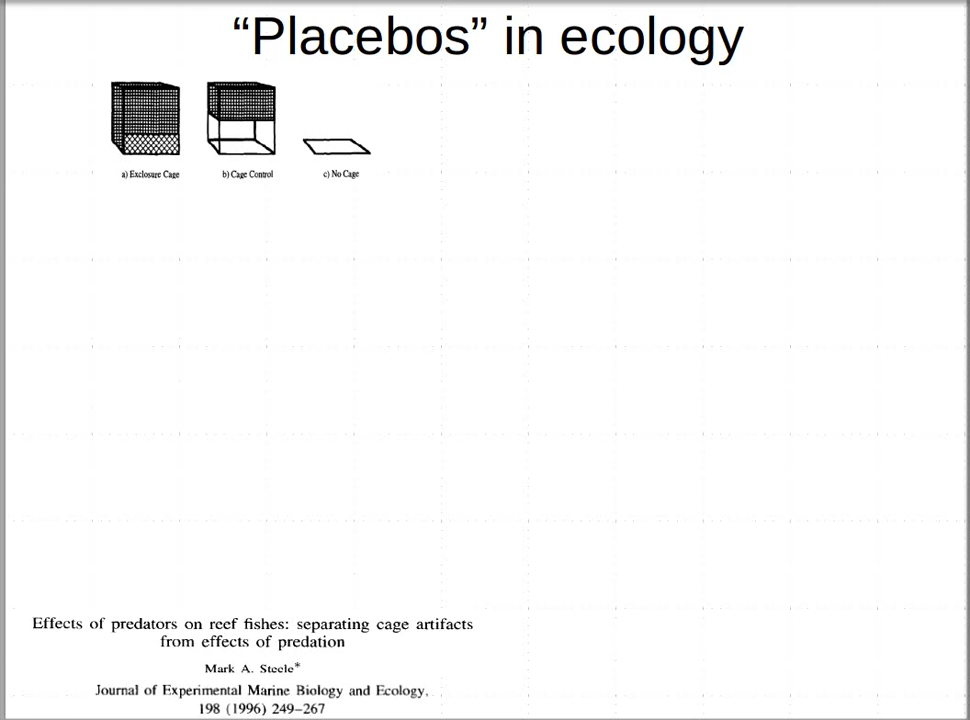 “Placebos” in ecology
a) Exclosure Cage
b) Cage Control
c) No Cage
Effects of predators on reef fishes: separating cage artifacts
from effects of predation
Mark A. Steele*
Journal of Experimental Marine Biology and Ecology,
198 (1996) 249–267